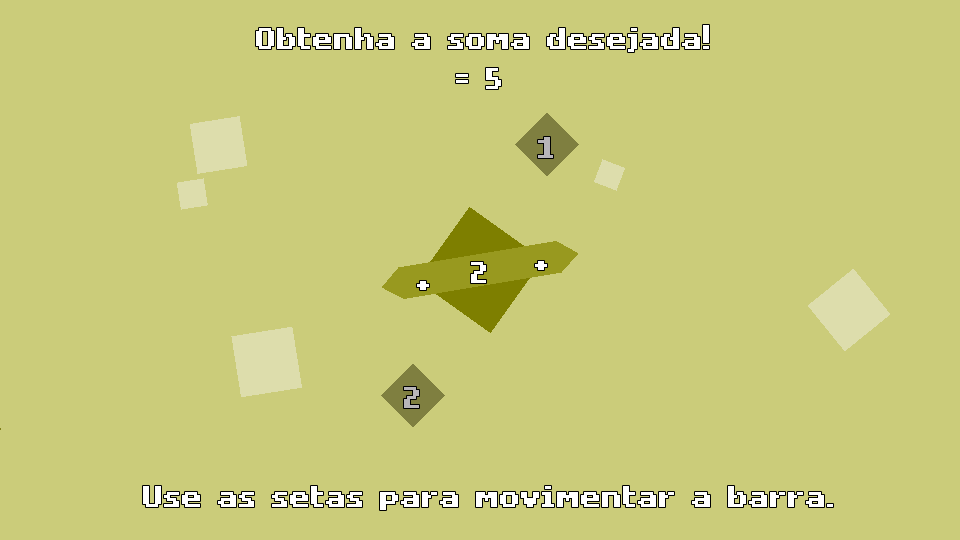 Obtenha a soma desejada!
= 5
1
+ 2 +
2
Use as setas para movimentar a barra.